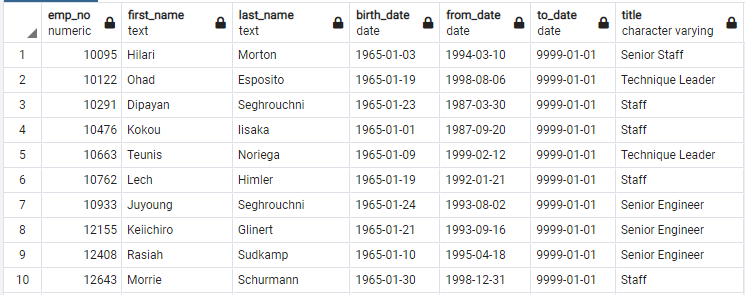 emp_no first_name last_name birth_date from_date to_date title
numeric text text date date date character varying
1 10095 Hilari Morton 1965-01-03 1994-03-10 9999-01-01 Senior Staff
2 10122 Ohad Esposito 1965-01-19 1998-08-06 9999-01-01 Technique Leader
3 10291 Dipayan Seghrouchni 1965-01-23 1987-03-30 9999-01-01 Staff
4 10476 Kokou Iisaka 1965-01-01 1987-09-20 9999-01-01 Staff
5 10663 Teunis Noriega 1965-01-09 1999-02-12 9999-01-01 Technique Leader
6 10762 Lech Himler 1965-01-19 1992-01-21 9999-01-01 Staff
7 10933 Juyoung Seghrouchni 1965-01-24 1993-08-02 9999-01-01 Senior Engineer
8 12155 Keiichiro Glinert 1965-01-21 1993-09-16 9999-01-01 Senior Engineer
9 12408 Rasiah Sudkamp 1965-01-10 1995-04-18 9999-01-01 Senior Engineer
10 12643 Morrie Schurmann 1965-01-30 1998-12-31 9999-01-01 Staff